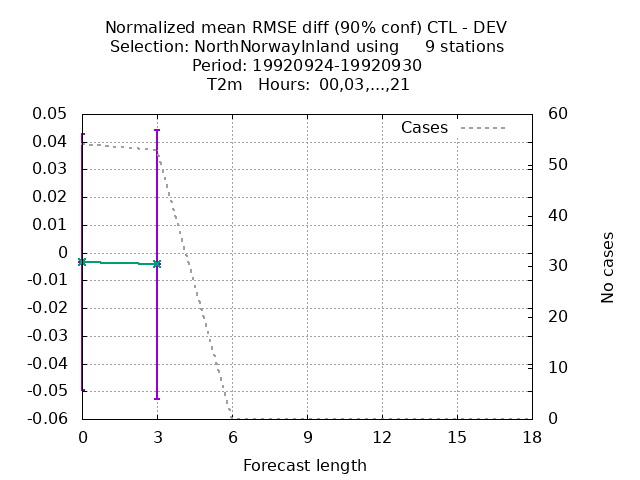 Normalized mean RMSE diff (90% conf) CTL - DEV
Selection: NorthNorwayInland using     9 stations
Period: 19920924-19920930
T2m   Hours:  00,03,...,21
Cases
0.05
0.04
0.03
0.02
0.01
0
-0.01
-0.02
-0.03
-0.04
-0.05
-0.06
60
50
40
30
20
10
0
No cases
0 3 6 9 12 15 18
Forecast length